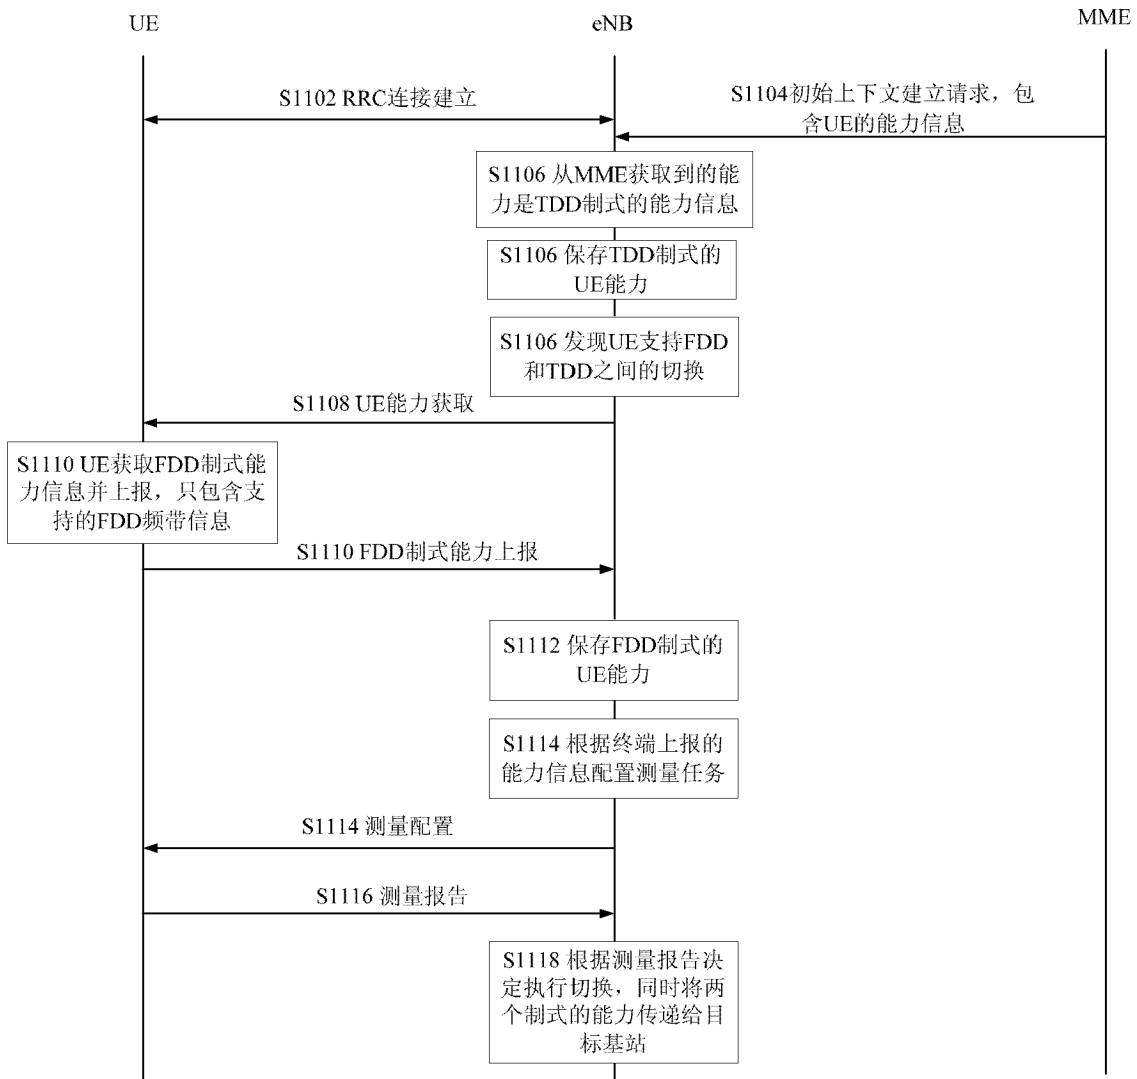 UE
eNB
MME
S1102 RRC连接建立
S1104初始上下文建立请求，包
含UE的能力信息
S1106 从MME获取到的能
力是TDD制式的能力信息
S1106 保存TDD制式的
UE能力
S1106 发现UE支持FDD
和TDD之间的切换
S1108 UE能力获取
S1110 UE获取FDD制式能
力信息并上报，只包含支
持的FDD频带信息
S1110 FDD制式能力上报
S1112 保存FDD制式的
UE能力
S1114 根据终端上报的
能力信息配置测量任务
S1114 测量配置
S1116 测量报告
S1118 根据测量报告决
定执行切换，同时将两
个制式的能力传递给目
标基站